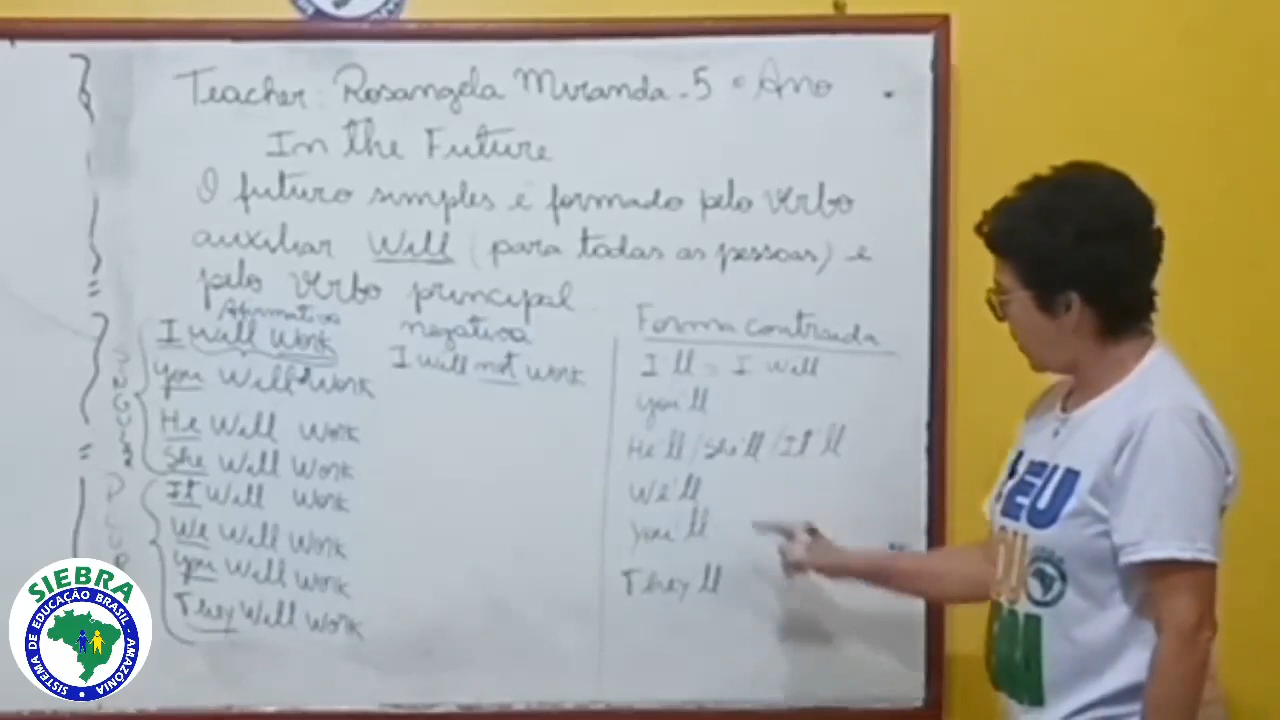 Teacher: Rosangela Miranda - 5º Ano.
In the Future
O futuro simples é formado pelo verbo
auxiliar Will (para todas as pessoas) e
pelo verbo principal
Afirmativa
I will work
you Will Work
He Will Work
She Will Work
It Will Work
We Will Work
you Will Work
They Will Work
negativa
I will not work
Forma contraida
I'll = I will
you'll
He'll / She'll / It'll
We'll
you'll
They'll
SIEBRA
SISTEMA DE EDUCAÇÃO BRASIL - AMAZÔNIA